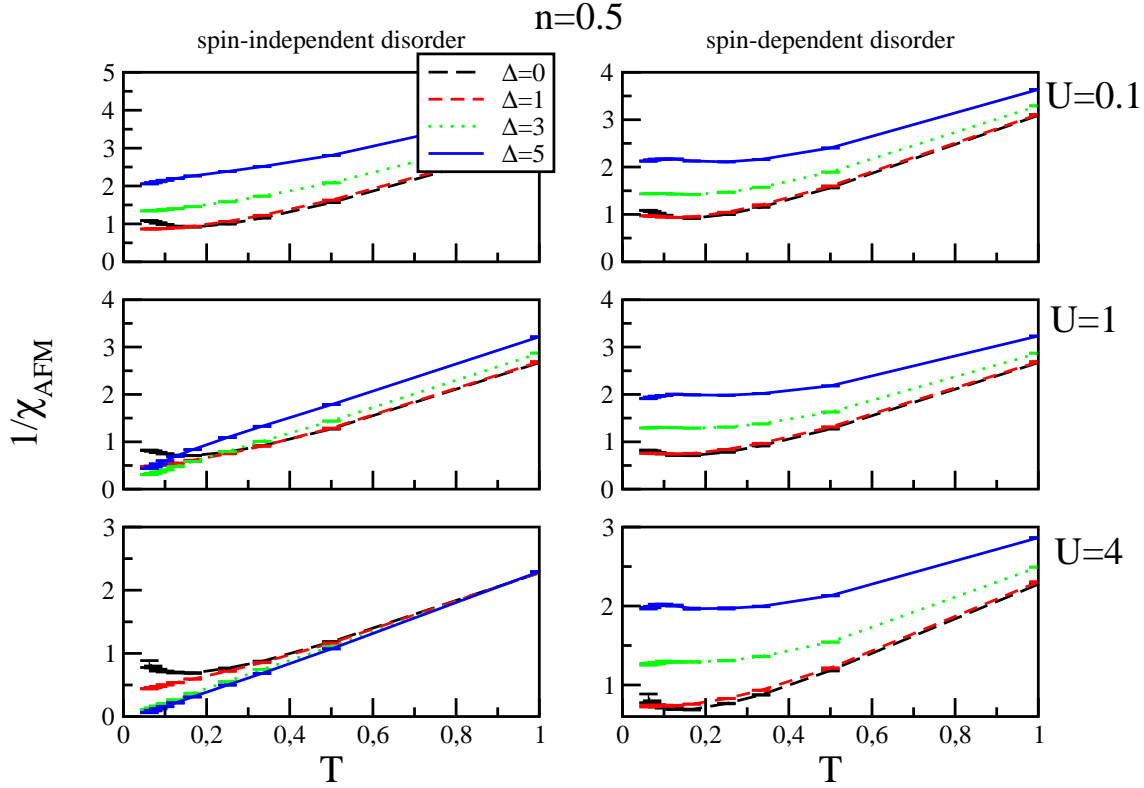 n=0.5
spin-independent disorder
spin-dependent disorder
Δ=0
Δ=1
Δ=3
Δ=5
5
4
3
2
1
0
4
3
2
1
0
U=0.1
4
3
2
1
0
4
3
2
1
0
U=1
1/χAFM
3
2
1
0
3
2
1
U=4
0 0,2 0,4 0,6 0,8 1
0 0,2 0,4 0,6 0,8 1
T
T